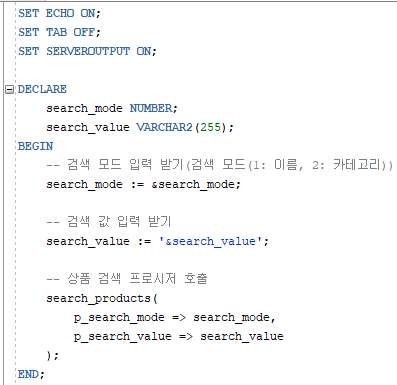 SET ECHO ON;
SET TAB OFF;
SET SERVEROUTPUT ON;

DECLARE
    search_mode NUMBER;
    search_value VARCHAR2(255);
BEGIN
    -- 검색 모드 입력 받기(검색 모드(1: 이름, 2: 카테고리))
    search_mode := &search_mode;

    -- 검색 값 입력 받기
    search_value := '&search_value';

    -- 상품 검색 프로시저 호출
    search_products(
        p_search_mode => search_mode,
        p_search_value => search_value
    );
END;